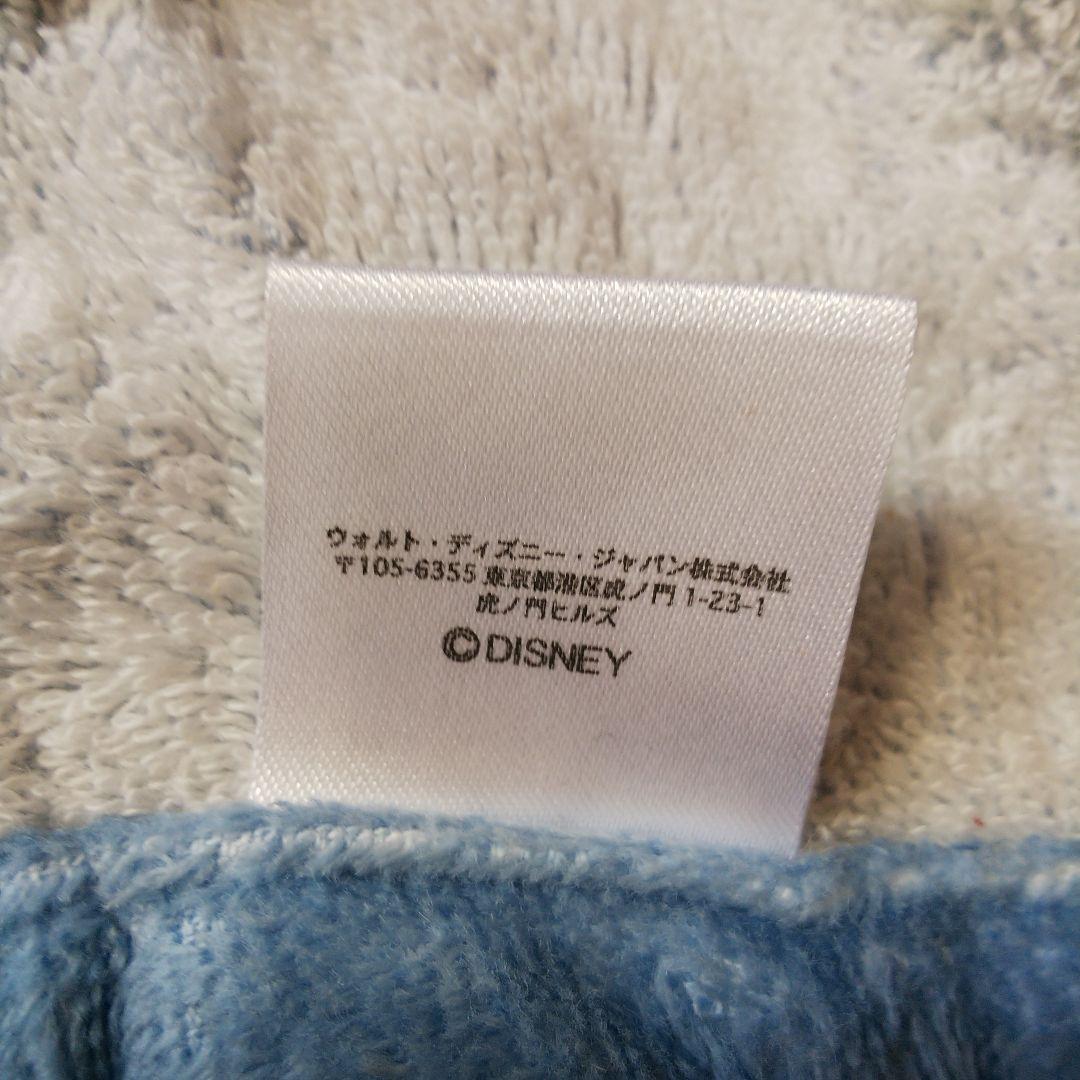 ウォルト・ディズニー・ジャパン株式会社
〒105-6355 東京都港区虎ノ門 1-23-1
虎ノ門ヒルズ
©DISNEY